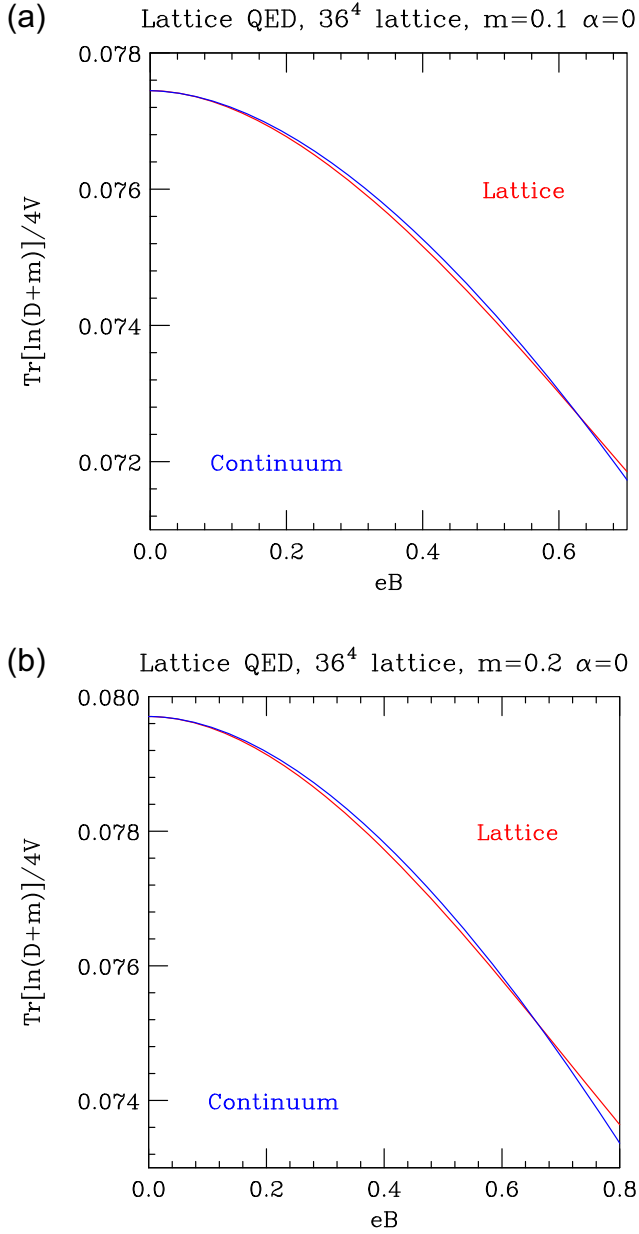 (a)
Lattice QED, 36⁴ lattice, m=0.1 α=0
0.078
0.076
0.074
0.072
Tr[ln(D+m)]/4V
Lattice
Continuum
0.0 0.2 0.4 0.6
eB
(b)
Lattice QED, 36⁴ lattice, m=0.2 α=0
0.080
0.078
0.076
0.074
Tr[ln(D+m)]/4V
Lattice
Continuum
0.0 0.2 0.4 0.6 0.8
eB